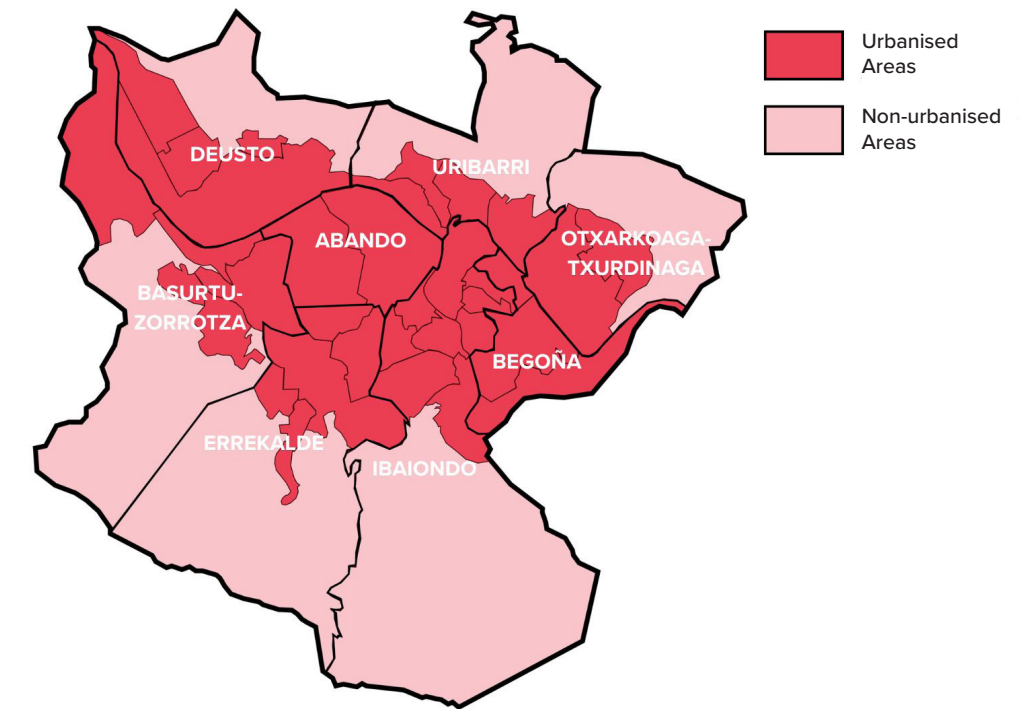 Urbanised
Areas
Non-urbanised
Areas
DEUSTO
URIBARRI
ABANDO
OTXARKOAGA-
TXURDINAGA
BASURTU-
ZORROTZA
BEGOÑA
ERREKALDE
IBAIONDO